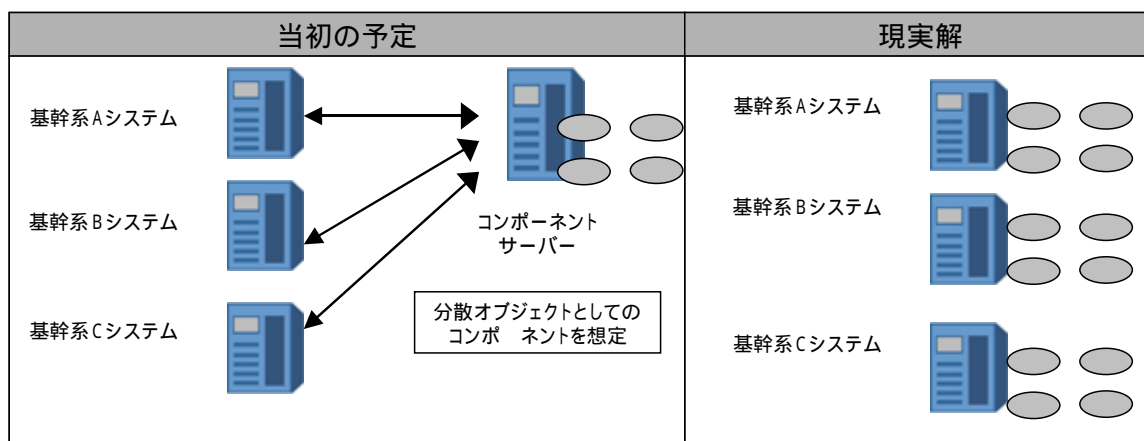 当初の予定
現実解
基幹系Aシステム
基幹系Bシステム
基幹系Cシステム
コンポーネント
サーバー
分散オブジェクトとしての
コンポ　ネントを想定
基幹系Aシステム
基幹系Bシステム
基幹系Cシステム